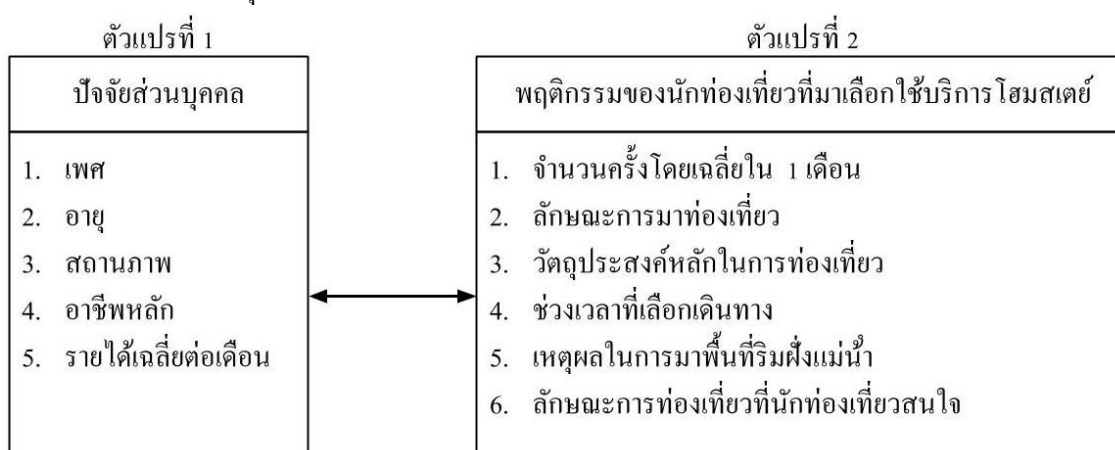 ตัวแปรที่ 1
ปัจจัยส่วนบุคคล
1. เพศ
2. อายุ
3. สถานภาพ
4. อาชีพหลัก
5. รายได้เฉลี่ยต่อเดือน
ตัวแปรที่ 2
พฤติกรรมของนักท่องเที่ยวที่มาเลือกใช้บริการโฮมสเตย์
1. จำนวนครั้งโดยเฉลี่ยใน 1 เดือน
2. ลักษณะการมาท่องเที่ยว
3. วัตถุประสงค์หลักในการท่องเที่ยว
4. ช่วงเวลาที่เลือกเดินทาง
5. เหตุผลในการมาพื้นที่ริมฝั่งแม่น้ำ
6. ลักษณะการท่องเที่ยวที่นักท่องเที่ยวสนใจ